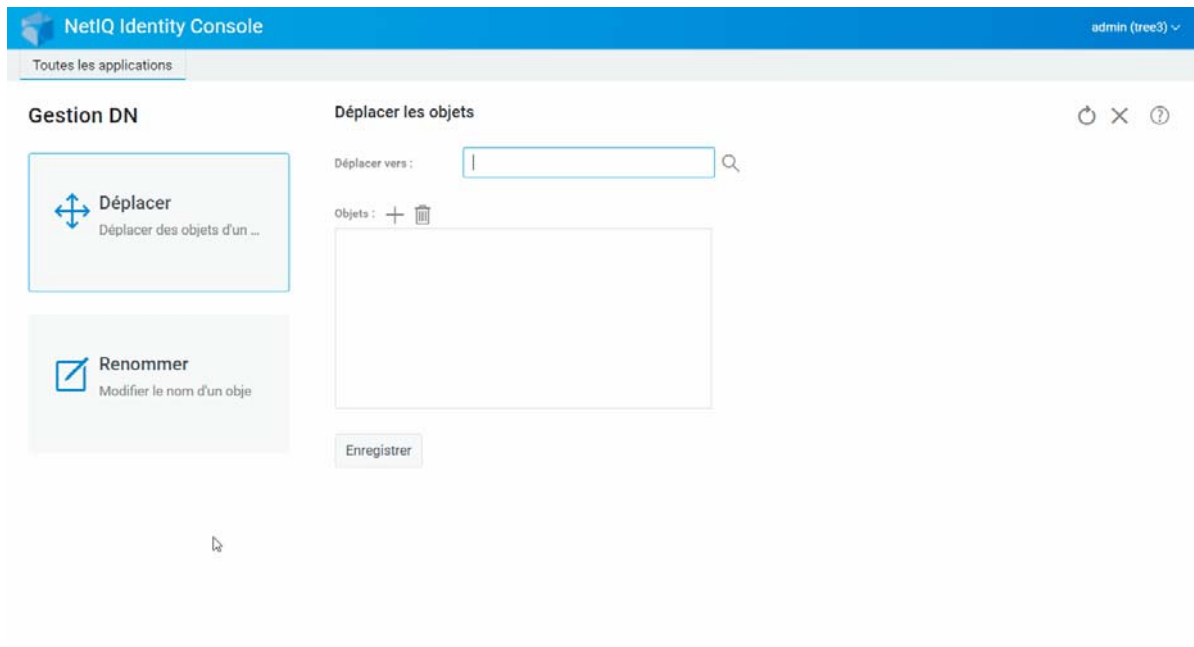 NetIQ Identity Console
admin (tree3)
Toutes les applications
Gestion DN
Déplacer les objets
Déplacer vers :
Déplacer
Déplacer des objets d'un ...
Objets :
Renommer
Modifier le nom d'un obje
Enregistrer